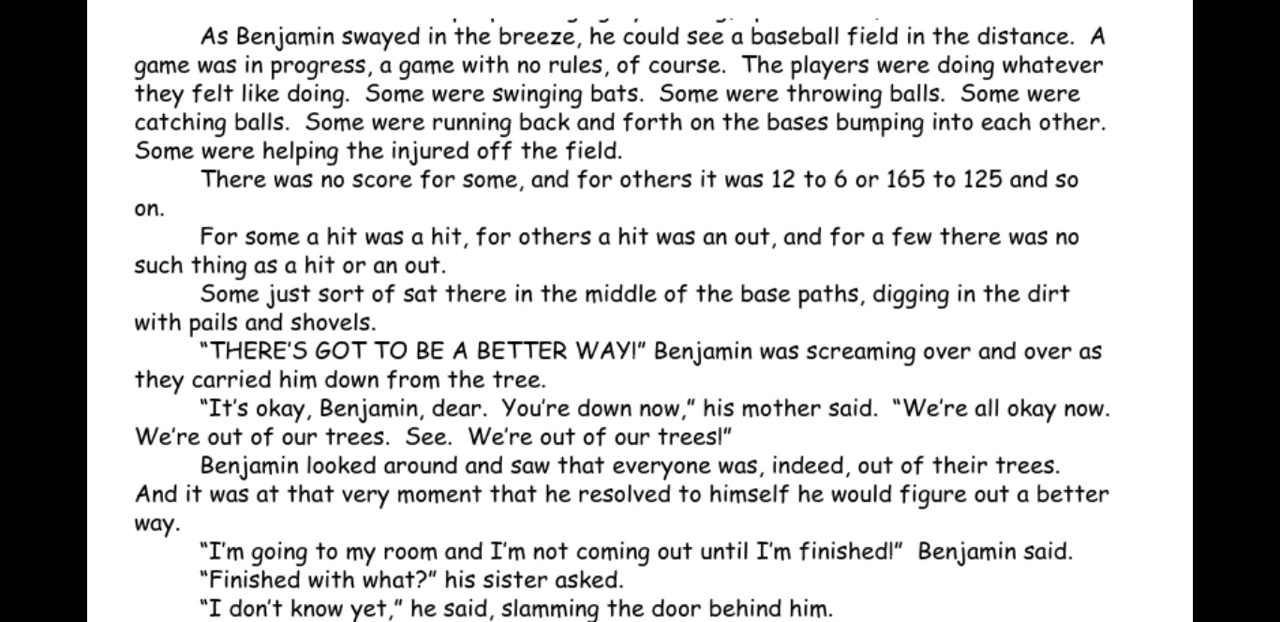 As Benjamin swayed in the breeze, he could see a baseball field in the distance.  A
game was in progress, a game with no rules, of course.  The players were doing whatever
they felt like doing.  Some were swinging bats.  Some were throwing balls.  Some were
catching balls.  Some were running back and forth on the bases bumping into each other.
Some were helping the injured off the field.
There was no score for some, and for others it was 12 to 6 or 165 to 125 and so
on.
For some a hit was a hit, for others a hit was an out, and for a few there was no
such thing as a hit or an out.
Some just sort of sat there in the middle of the base paths, digging in the dirt
with pails and shovels.
"THERE'S GOT TO BE A BETTER WAY!" Benjamin was screaming over and over as
they carried him down from the tree.
"It's okay, Benjamin, dear.  You're down now," his mother said.  "We're all okay now.
We're out of our trees.  See.  We're out of our trees!"
Benjamin looked around and saw that everyone was, indeed, out of their trees.
And it was at that very moment that he resolved to himself he would figure out a better
way.
"I'm going to my room and I'm not coming out until I'm finished!"  Benjamin said.
"Finished with what?" his sister asked.
"I don't know yet," he said, slamming the door behind him.